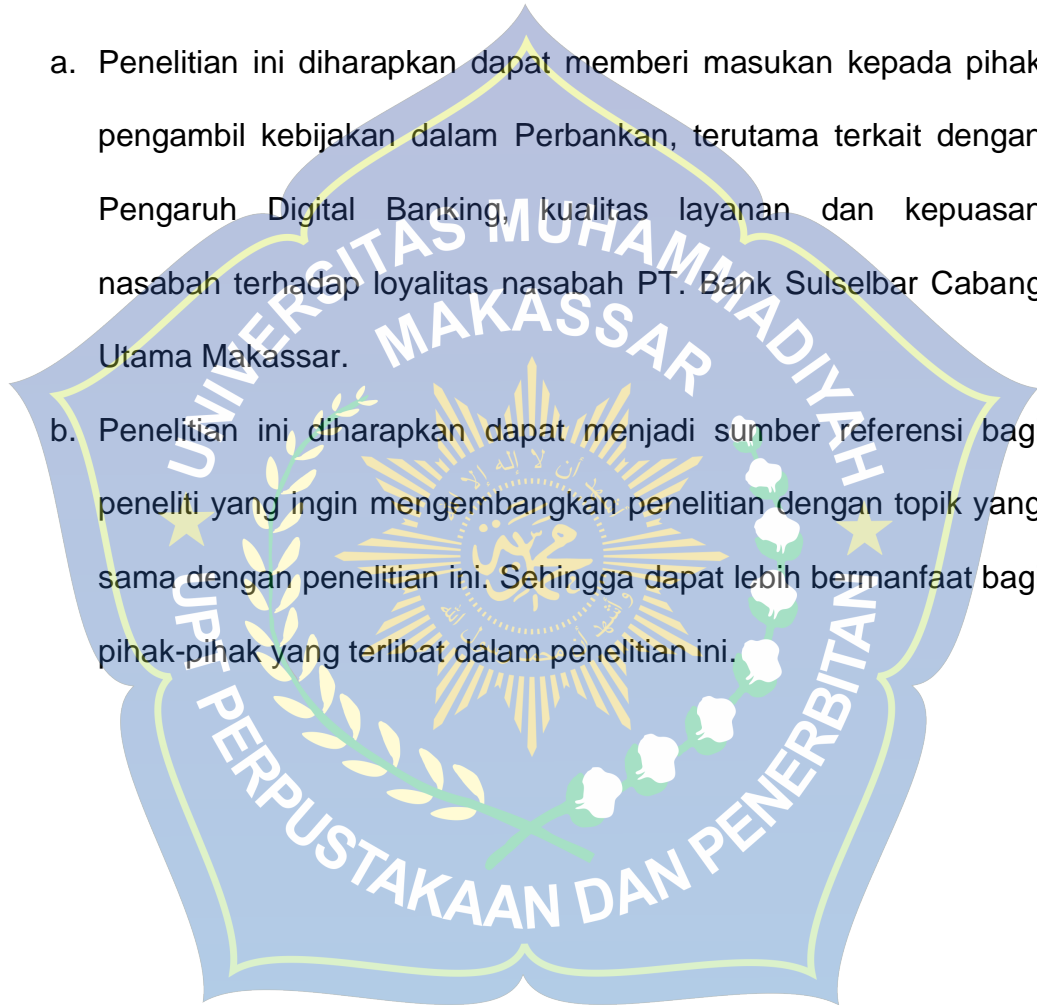 a. Penelitian ini diharapkan dapat memberi masukan kepada pihak
pengambil kebijakan dalam Perbankan, terutama terkait dengan
Pengaruh Digital Banking, kualitas layanan dan kepuasan
nasabah terhadap loyalitas nasabah PT. Bank Sulselbar Cabang
Utama Makassar.
b. Penelitian ini diharapkan dapat menjadi sumber referensi bag
peneliti yang ingin mengembangkan penelitian dengan topik yang
sama dengan penelitian ini. Sehingga dapat lebih bermanfaat bag
pihak-pihak yang terlibat dalam penelitian ini.
UNIVERSITAS MUHAMMADIYAH
MAKASSAR
محمد
UPT PERPUSTAKAAN DAN PENERBITAN